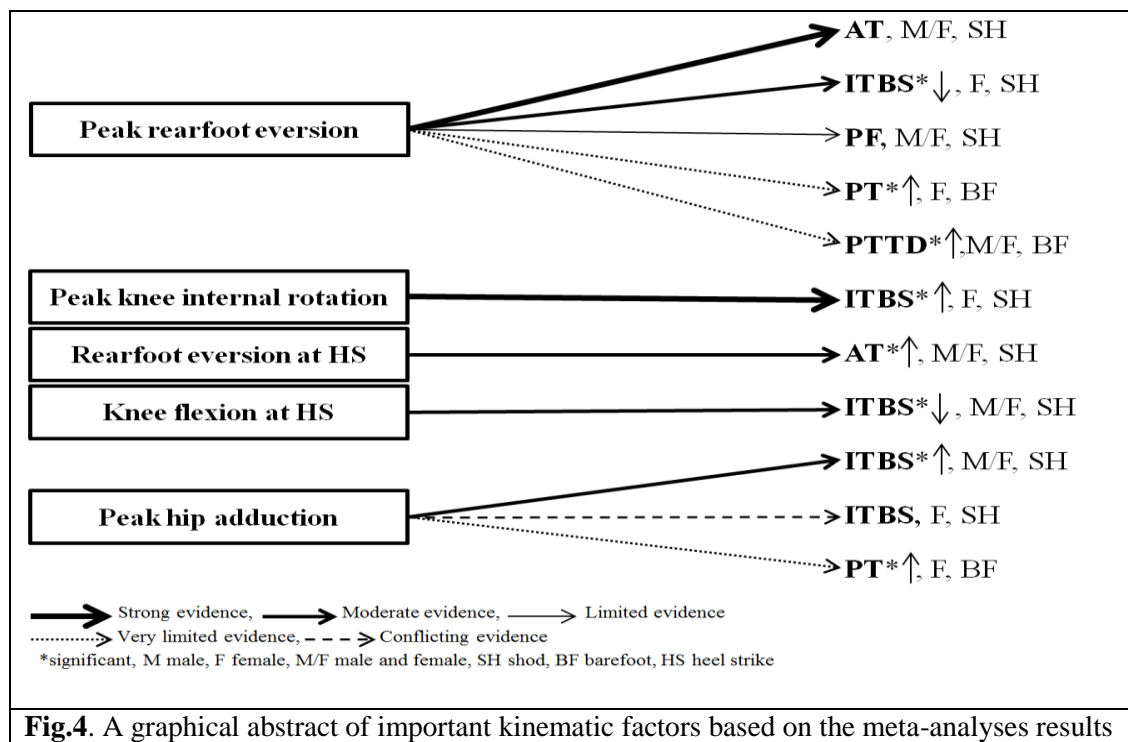 Peak rearfoot eversion
AT, M/F, SH
ITBS*↓, F, SH
PF, M/F, SH
PT*↑, F, BF
PTTD*↑,M/F, BF
Peak knee internal rotation
ITBS*↑, F, SH
Rearfoot eversion at HS
AT*↑, M/F, SH
Knee flexion at HS
ITBS*↓, M/F, SH
Peak hip adduction
ITBS*↑, M/F, SH
ITBS, F, SH
PT*↑, F, BF
Strong evidence, Moderate evidence, Limited evidence
Very limited evidence, Conflicting evidence
*significant, M male, F female, M/F male and female, SH shod, BF barefoot, HS heel strike
Fig.4. A graphical abstract of important kinematic factors based on the meta-analyses results